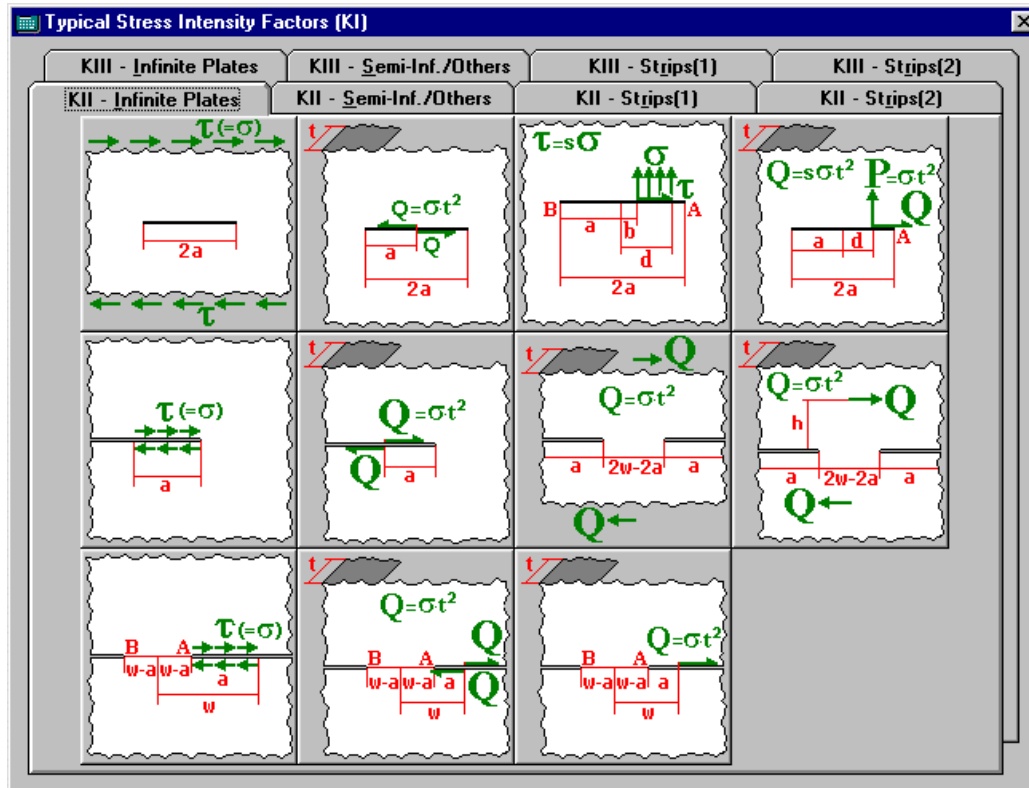 Typical Stress Intensity Factors (KI)
KIII - Infinite Plates
KIII - Semi-Inf./Others
KIII - Strips(1)
KIII - Strips(2)
KII - Infinite Plates
KII - Semi-Inf./Others
KII - Strips(1)
KII - Strips(2)
τ(=σ)
2a
τ
t
Q=σt²
Q
a
2a
τ=sσ
σ
τ
B
A
a
b
d
2a
t
Q=sσt²
P=σt²
Q
A
a
d
2a
τ(=σ)
a
t
Q=σt²
Q
a
t
Q
Q=σt²
a
2w-2a
a
Q
t
Q=σt²
Q
h
a
2w-2a
a
Q
τ(=σ)
B
A
w-a
w-a
a
w
t
Q=σt²
Q
B
A
w-a
w-a
a
Q
w
t
Q=σt²
B
A
w-a
w-a
a
w